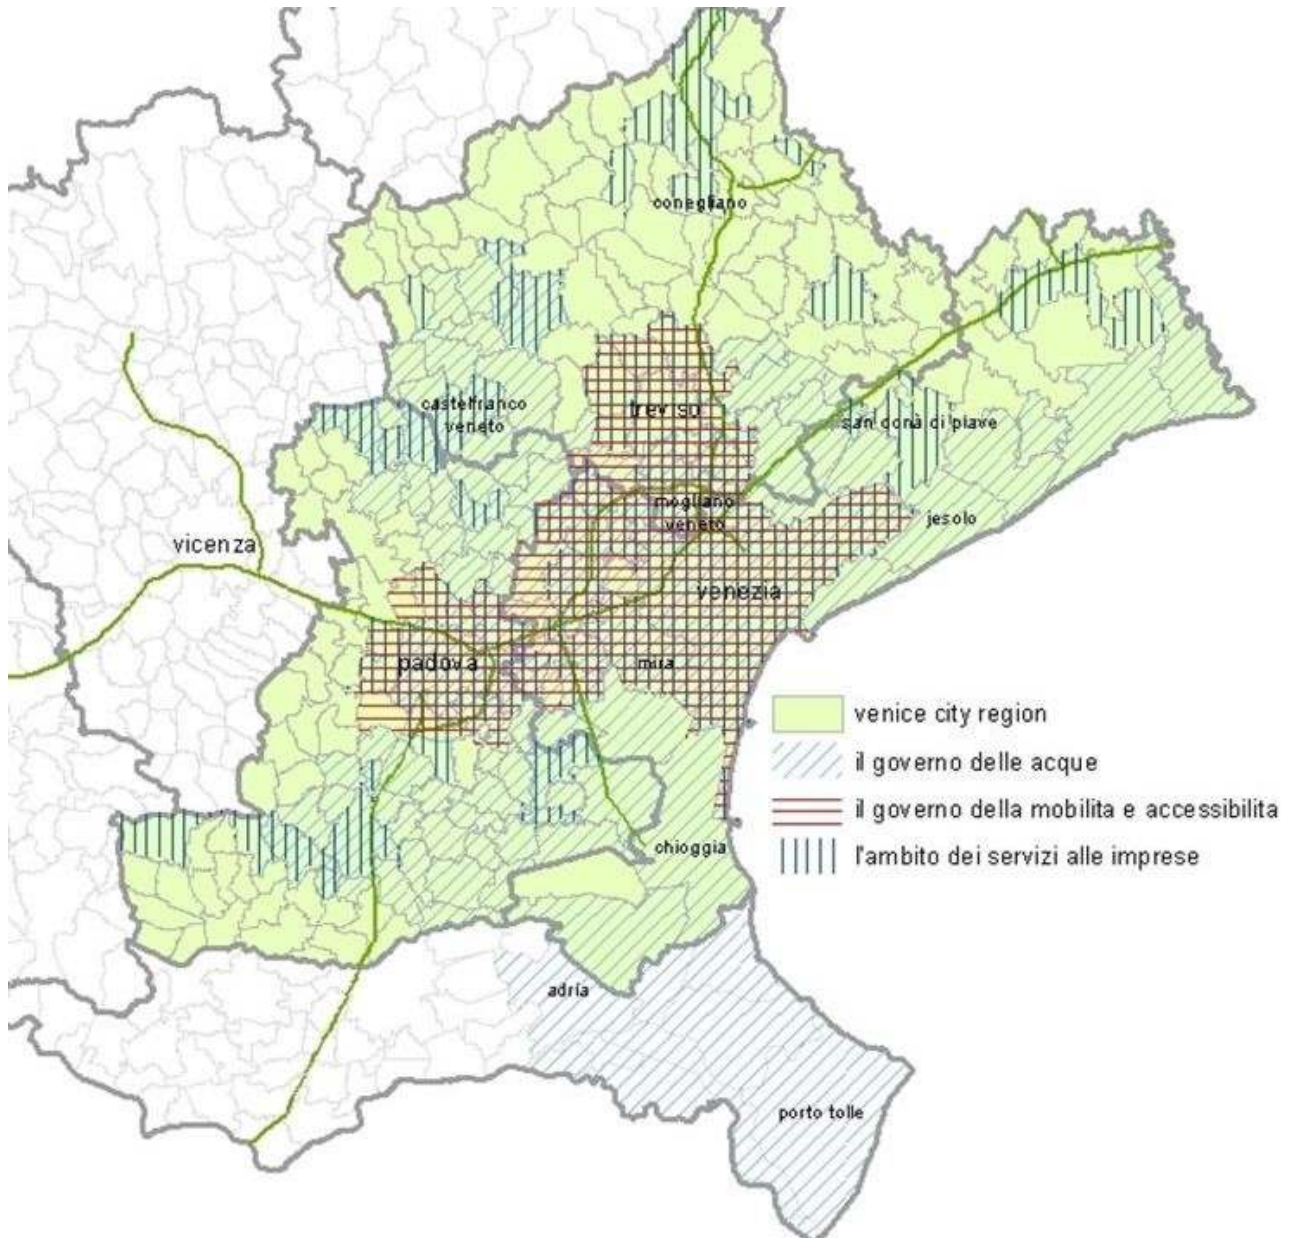 conegliano
castelfranco
veneto
treviso
san donà di piave
mogliano
veneto
jesolo
vicenza
venezia
padova
mira
venice city region
il governo delle acque
il governo della mobilita e accessibilita
l'ambito dei servizi alle imprese
chioggia
adria
porto tolle